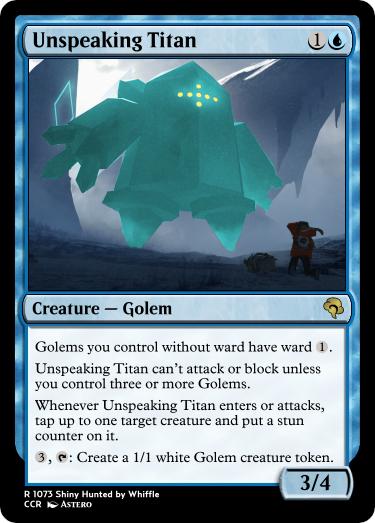 Unspeaking Titan 1
Creature — Golem
Golems you control without ward have ward 1.
Unspeaking Titan can't attack or block unless
you control three or more Golems.
Whenever Unspeaking Titan enters or attacks,
tap up to one target creature and put a stun
counter on it.
3, : Create a 1/1 white Golem creature token.
3/4
R 1073 Shiny Hunted by Whiffle
CCR ASTERO